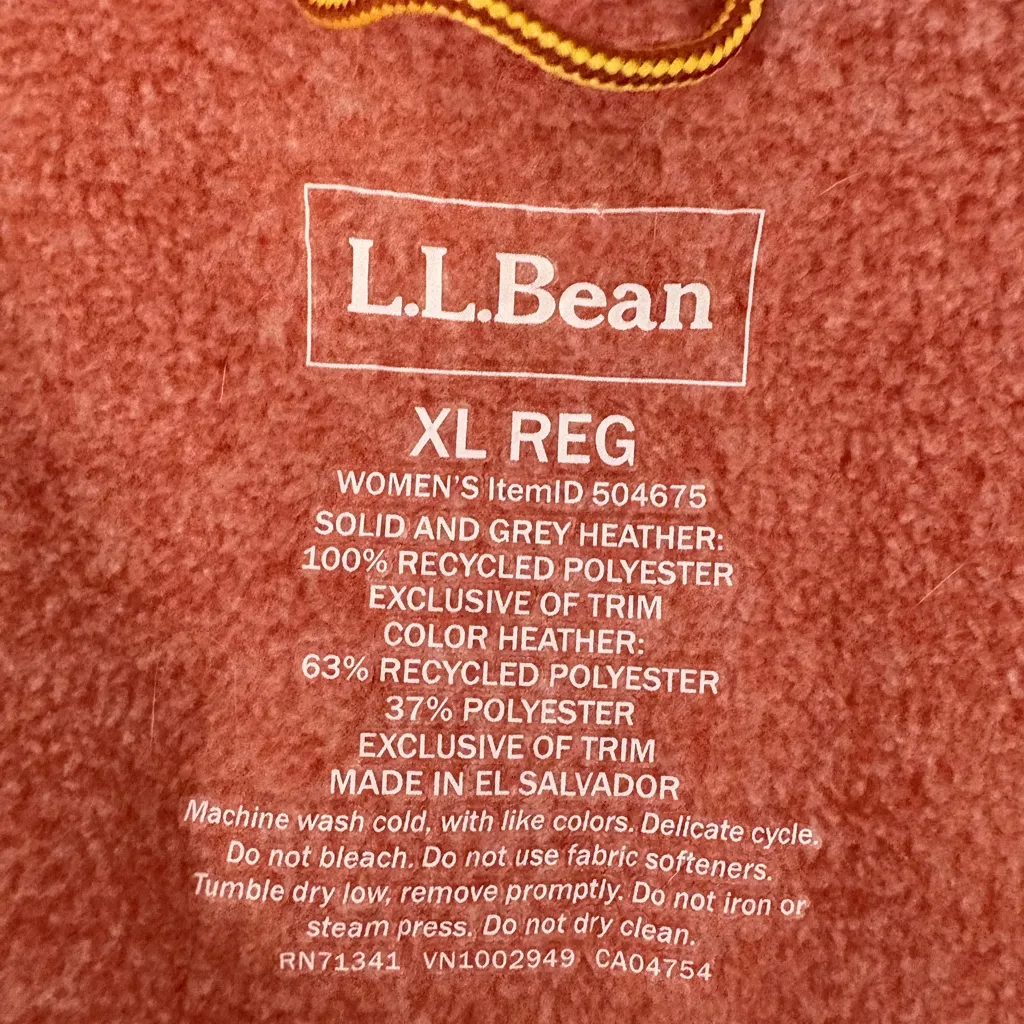 L.L.Bean
XL REG
WOMEN'S ItemID 504675
SOLID AND GREY HEATHER:
100% RECYCLED POLYESTER
EXCLUSIVE OF TRIM
COLOR HEATHER:
63% RECYCLED POLYESTER
37% POLYESTER
EXCLUSIVE OF TRIM
MADE IN EL SALVADOR
Machine wash cold, with like colors. Delicate cycle.
Do not bleach. Do not use fabric softeners.
Tumble dry low, remove promptly. Do not iron or
steam press. Do not dry clean.
RN71341 VN1002949 CA04754